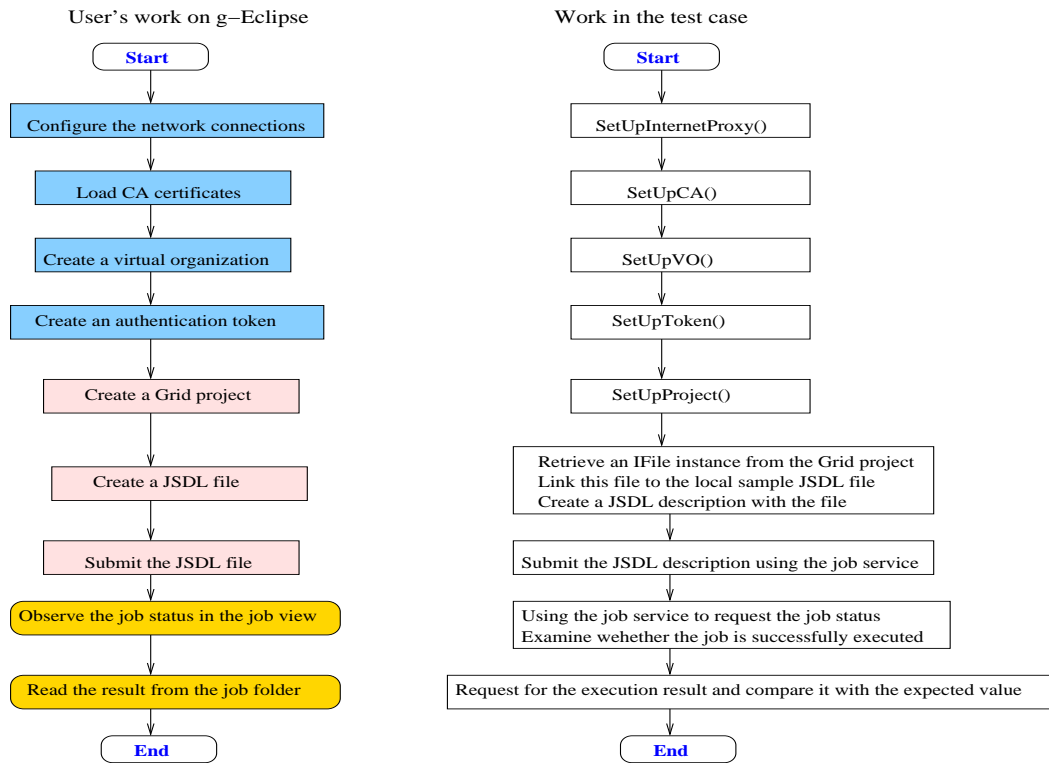 User's work on g−Eclipse
Start
Configure the network connections
Load CA certificates
Create a virtual organization
Create an authentication token
Create a Grid project
Create a JSDL file
Submit the JSDL file
Observe the job status in the job view
Read the result from the job folder
End
Work in the test case
Start
SetUpInternetProxy()
SetUpCA()
SetUpVO()
SetUpToken()
SetUpProject()
Retrieve an IFile instance from the Grid project
Link this file to the local sample JSDL file
Create a JSDL description with the file
Submit the JSDL description using the job service
Using the job service to request the job status
Examine wehether the job is successfully executed
Request for the execution result and compare it with the expected value
End